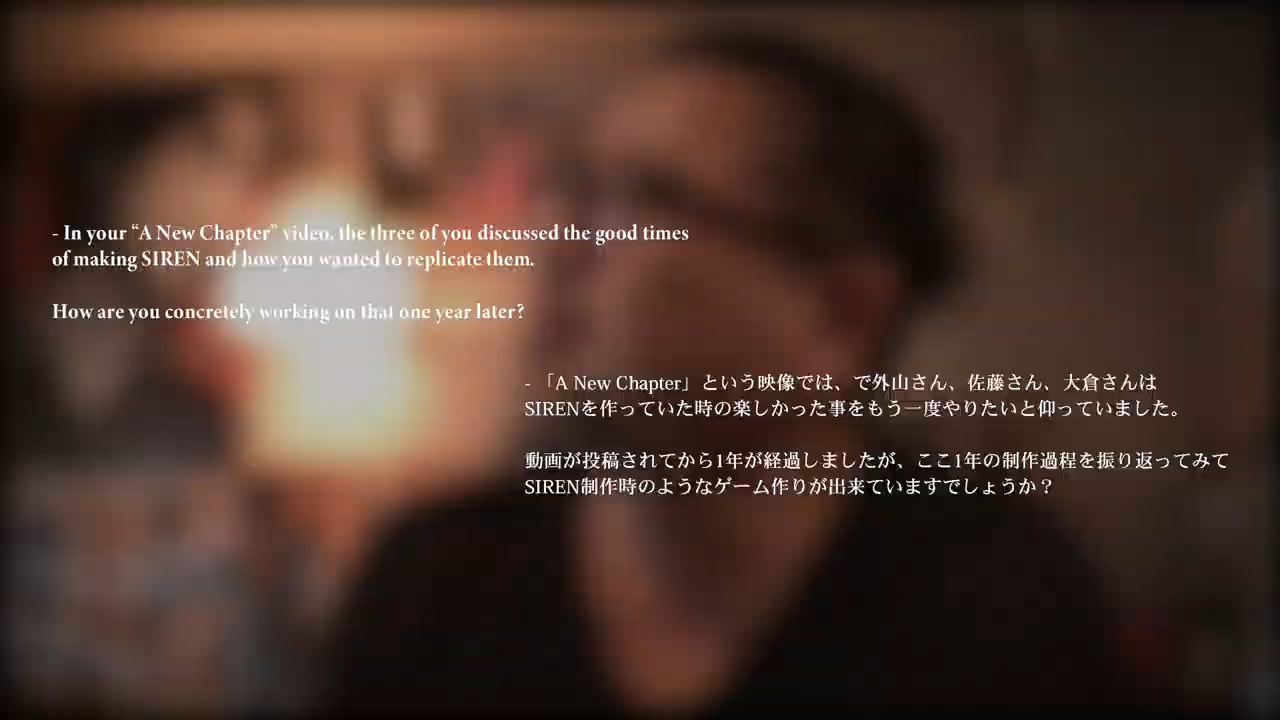 - In your “A New Chapter” video, the three of you discussed the good times
of making SIREN and how you wanted to replicate them.
How are you concretely working on that one year later?
- 「A New Chapter」という映像では、で外山さん、佐藤さん、大倉さんは
SIRENを作っていた時の楽しかった事をもう一度やりたいと仰っていました。
動画が投稿されてから1年が経過しましたが、ここ1年の制作過程を振り返ってみて
SIREN制作時のようなゲーム作りが出来ていますでしょうか？